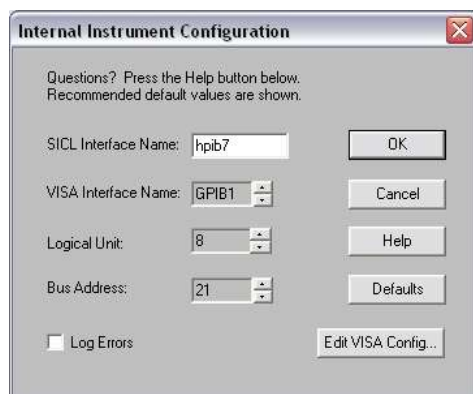 Internal Instrument Configuration
Questions? Press the Help button below.
Recommended default values are shown.
SICL Interface Name: hpib7 OK
VISA Interface Name: GPIB1 Cancel
Logical Unit: 8 Help
Bus Address: 21 Defaults
Log Errors Edit VISA Config...